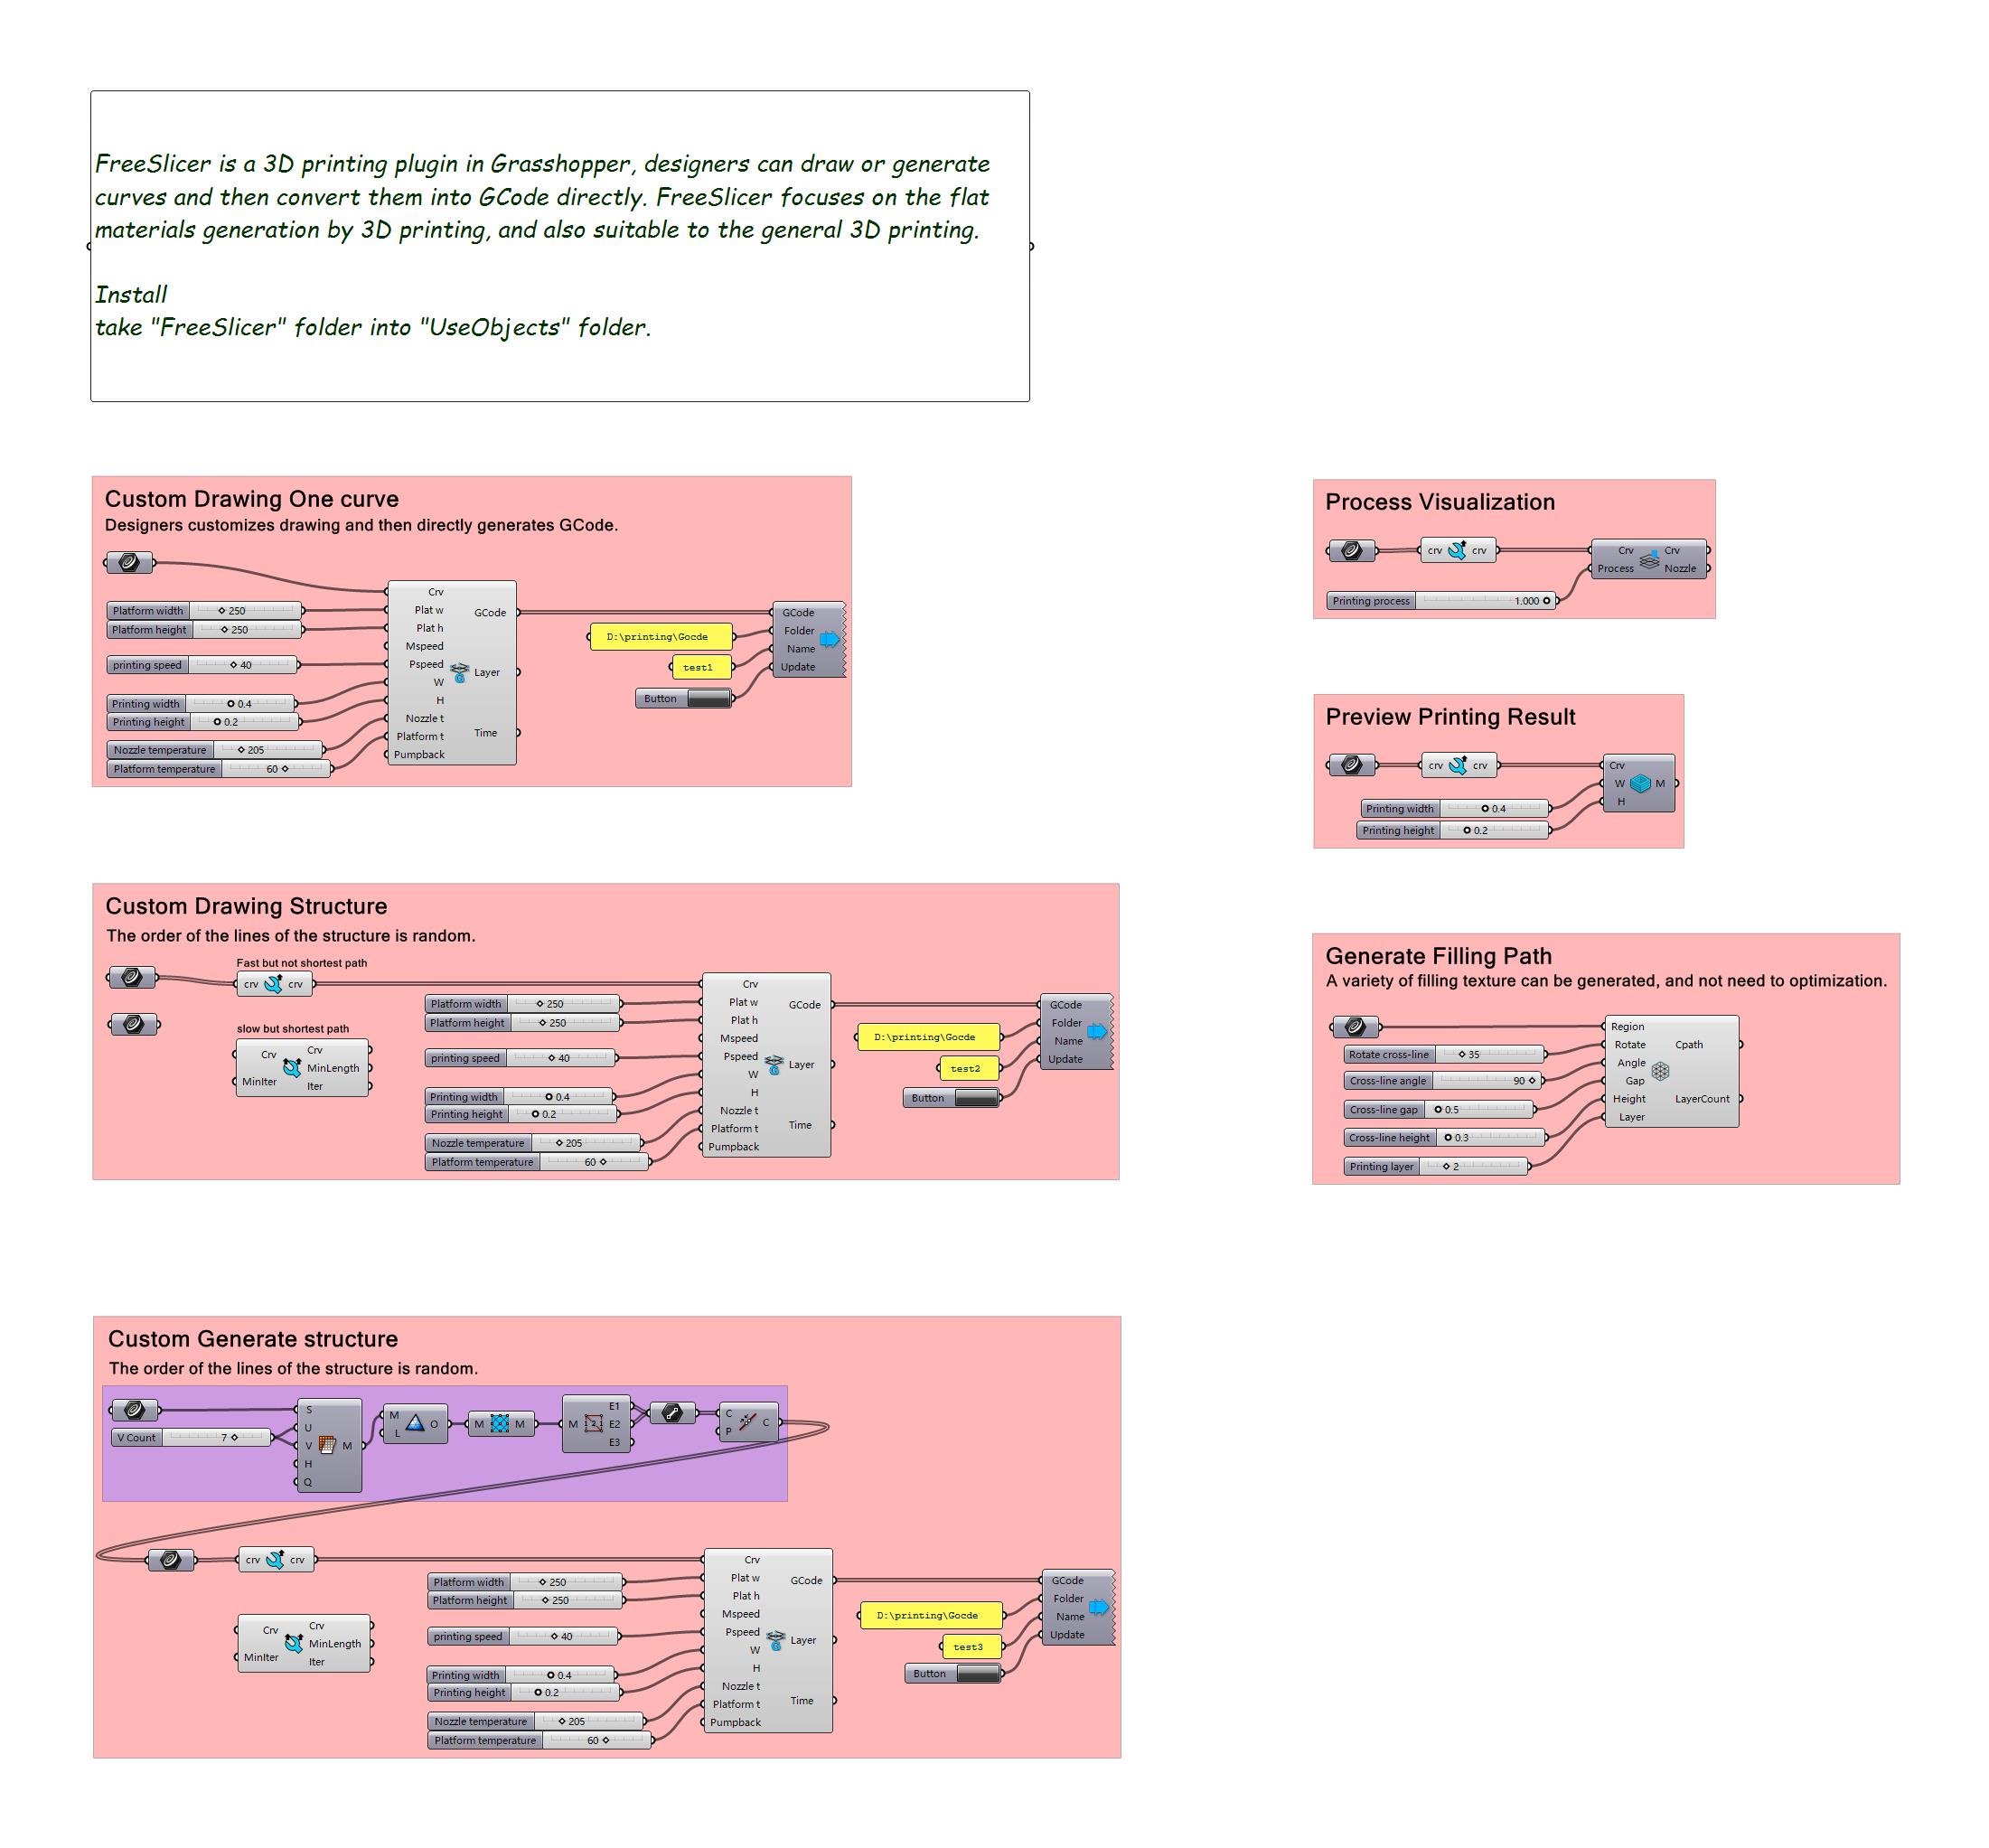 FreeSlicer is a 3D printing plugin in Grasshopper, designers can draw or generate
curves and then convert them into GCode directly. FreeSlicer focuses on the flat
materials generation by 3D printing, and also suitable to the general 3D printing.
Install
take "FreeSlicer" folder into "UseObjects" folder.
Custom Drawing One curve
Designers customizes drawing and then directly generates GCode.
Platform width 250
Platform height 250
printing speed 40
Printing width 0.4
Printing height 0.2
Nozzle temperature 205
Platform temperature 60
Crv
Plat w
Plat h
Mspeed
Pspeed
W
H
Nozzle t
Platform t
Pumpback
GCode
Layer
Time
D:\printing\Gocde
test1
Button
GCode
Folder
Name
Update
Custom Drawing Structure
The order of the lines of the structure is random.
Fast but not shortest path
crv crv
slow but shortest path
Crv
MinIter
Crv
MinLength
Iter
Platform width 250
Platform height 250
printing speed 40
Printing width 0.4
Printing height 0.2
Nozzle temperature 205
Platform temperature 60
Crv
Plat w
Plat h
Mspeed
Pspeed
W
H
Nozzle t
Platform t
Pumpback
GCode
Layer
Time
D:\printing\Gocde
test2
Button
GCode
Folder
Name
Update
Custom Generate structure
The order of the lines of the structure is random.
V Count 7
S
U
V
H
Q
M
M
L
O
M M
M 1 2 1
E1
E2
E3
C
P
C
crv crv
Crv
MinIter
Crv
MinLength
Iter
Platform width 250
Platform height 250
printing speed 40
Printing width 0.4
Printing height 0.2
Nozzle temperature 205
Platform temperature 60
Crv
Plat w
Plat h
Mspeed
Pspeed
W
H
Nozzle t
Platform t
Pumpback
GCode
Layer
Time
D:\printing\Gocde
test3
Button
GCode
Folder
Name
Update
Process Visualization
crv crv
Printing process 1.000
Crv
Process
Crv
Nozzle
Preview Printing Result
crv crv
Printing width 0.4
Printing height 0.2
Crv
W
H
M
Generate Filling Path
A variety of filling texture can be generated, and not need to optimization.
Rotate cross-line 35
Cross-line angle 90
Cross-line gap 0.5
Cross-line height 0.3
Printing layer 2
Region
Rotate
Angle
Gap
Height
Layer
Cpath
LayerCount